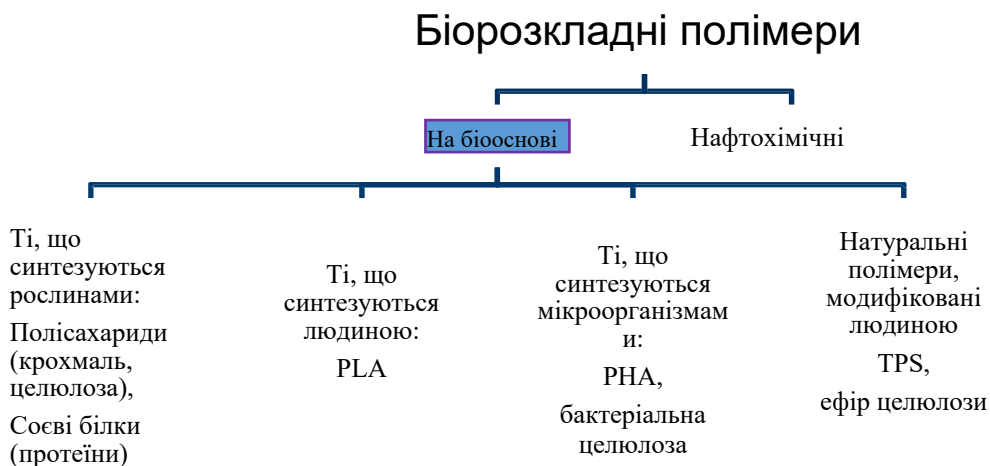 Біорозкладні полімери
На біооснові
Нафтохімічні
Ті, що
синтезуються
рослинами:
Полісахариди
(крохмаль,
целюлоза),
Соєві білки
(протеїни)
Ті, що
синтезуються
людиною:
PLA
Ті, що
синтезуються
мікроорганізмам
и:
PHA,
бактеріальна
целюлоза
Натуральні
полімери,
модифіковані
людиною
TPS,
ефір целюлози